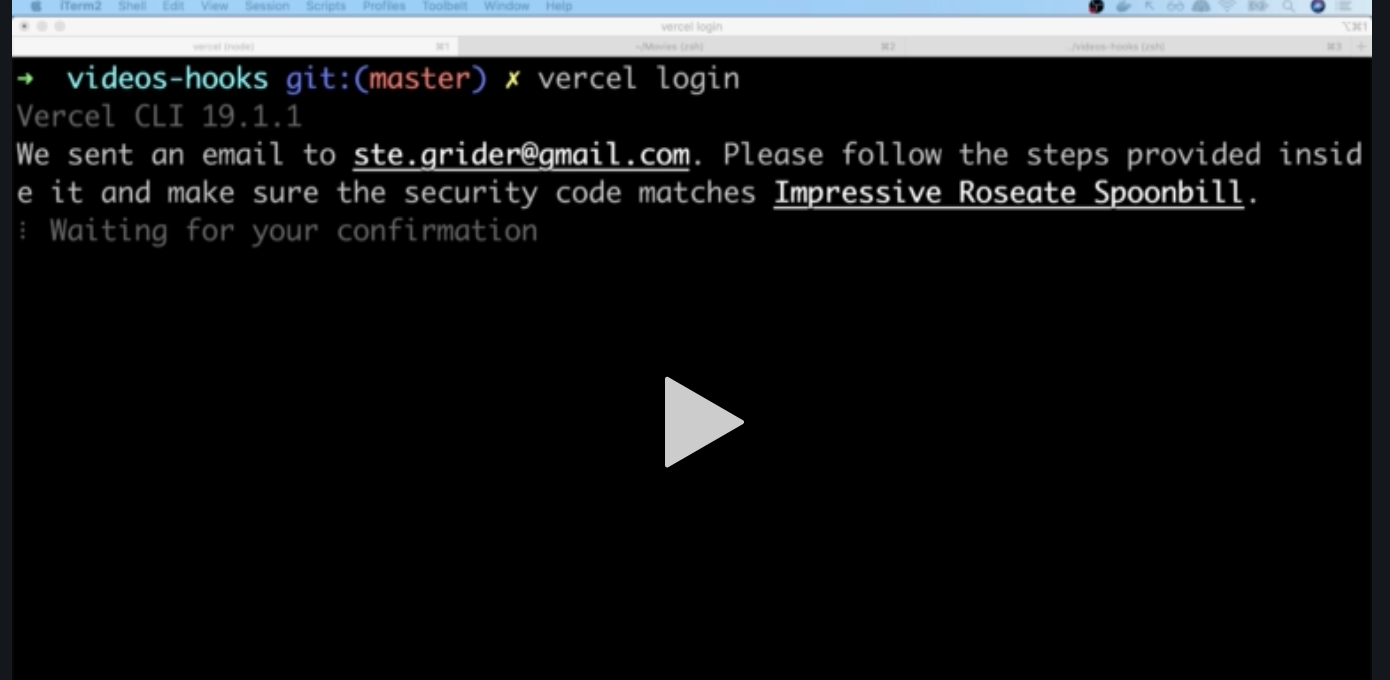 iTerm2 Shell Edit View Session Scripts Profiles Toolbelt Window Help
vercel login ⌥⌘1
vercel (node) ⌘1 ~/Movies (zsh) ⌘2 ../videos-hooks (zsh) ⌘3 +
➜ videos-hooks git:(master) ✗ vercel login
Vercel CLI 19.1.1
We sent an email to ste.grider@gmail.com. Please follow the steps provided insid
e it and make sure the security code matches Impressive Roseate Spoonbill.
⋮ Waiting for your confirmation